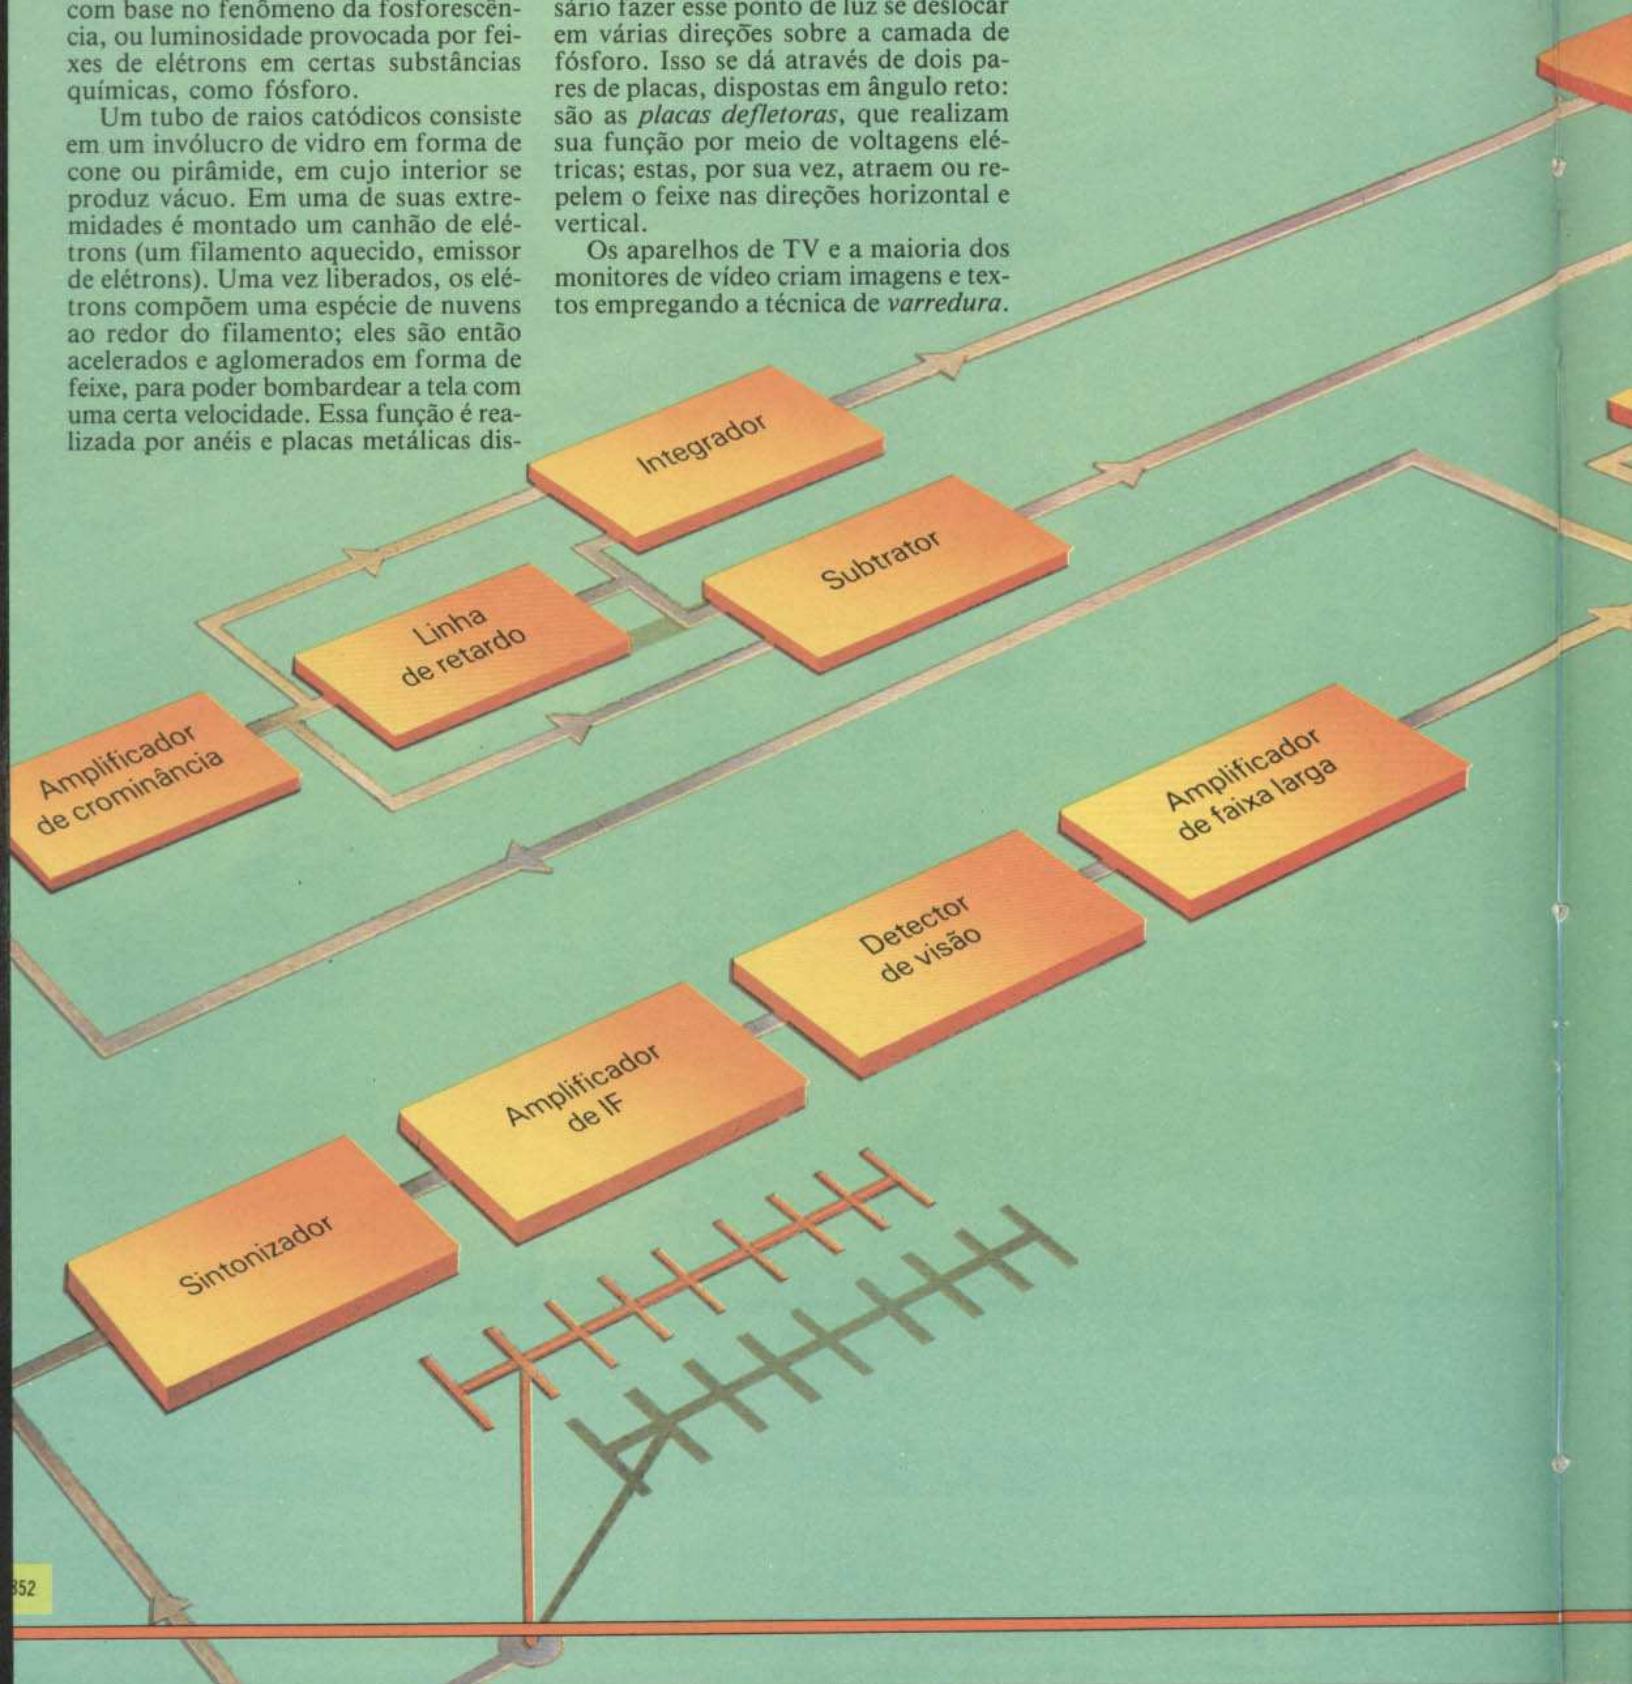 com base no fenômeno da fosforescên-
cia, ou luminosidade provocada por fei-
xes de elétrons em certas substâncias
químicas, como fósforo.
Um tubo de raios catódicos consiste
em um invólucro de vidro em forma de
cone ou pirâmide, em cujo interior se
produz vácuo. Em uma de suas extre-
midades é montado um canhão de elé-
trons (um filamento aquecido, emissor
de elétrons). Uma vez liberados, os elé-
trons compõem uma espécie de nuvens
ao redor do filamento; eles são então
acelerados e aglomerados em forma de
feixe, para poder bombardear a tela com
uma certa velocidade. Essa função é rea-
lizada por anéis e placas metálicas dis-
sário fazer esse ponto de luz se deslocar
em várias direções sobre a camada de
fósforo. Isso se dá através de dois pa-
res de placas, dispostas em ângulo reto:
são as placas defletoras, que realizam
sua função por meio de voltagens elé-
tricas; estas, por sua vez, atraem ou re-
pelem o feixe nas direções horizontal e
vertical.
Os aparelhos de TV e a maioria dos
monitores de vídeo criam imagens e tex-
tos empregando a técnica de varredura.
Integrador
Subtrator
Linha
de retardo
Amplificador
de crominância
Amplificador
de faixa larga
Detector
de visão
Amplificador
de IF
Sintonizador
352